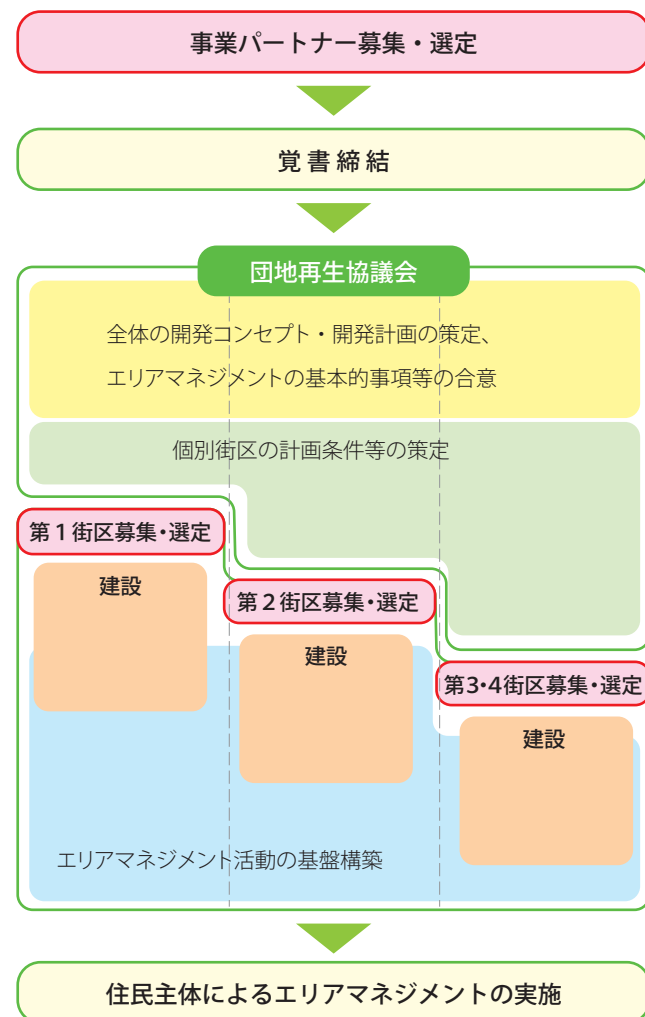 事業パートナー募集・選定
覚書締結
団地再生協議会
全体の開発コンセプト・開発計画の策定、
エリアマネジメントの基本的事項等の合意
個別街区の計画条件等の策定
第1街区募集・選定
建設
第2街区募集・選定
建設
第3・4街区募集・選定
建設
エリアマネジメント活動の基盤構築
住民主体によるエリアマネジメントの実施